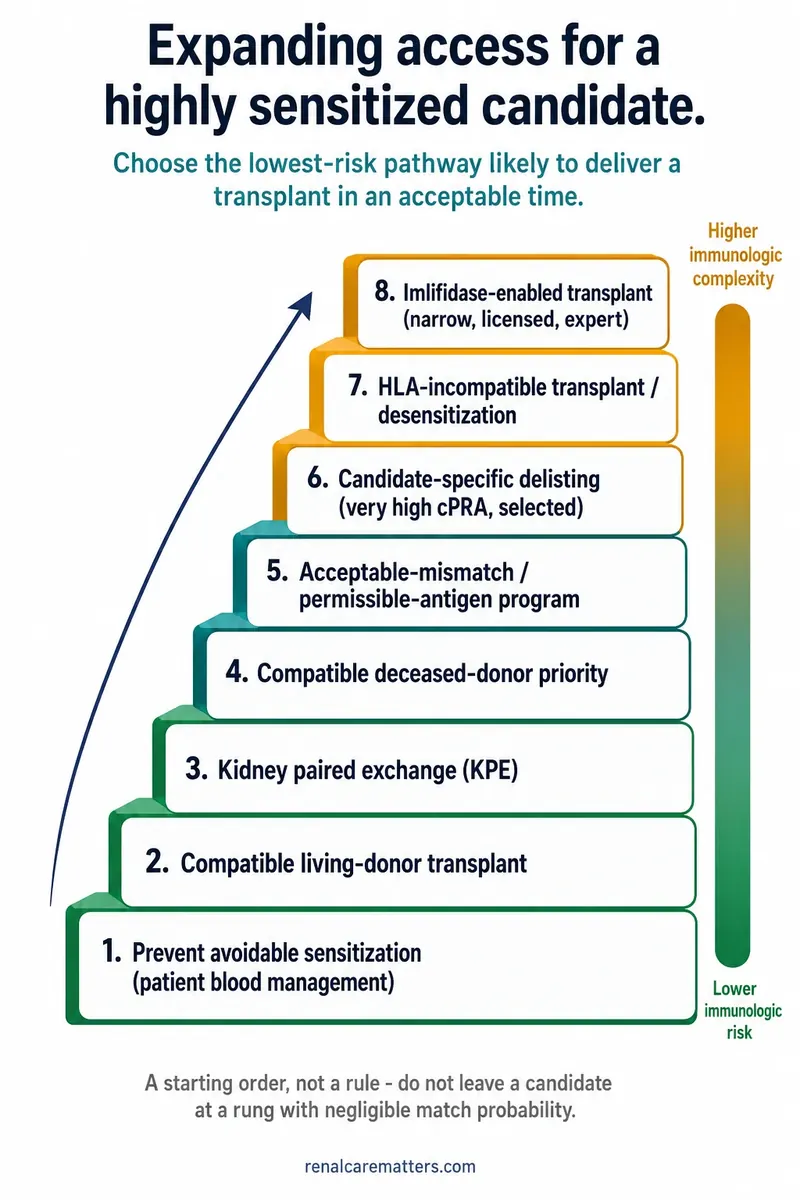 Expanding access for a
highly sensitized candidate.
Choose the lowest-risk pathway likely to deliver a
transplant in an acceptable time.
Higher
immunologic
complexity
8. Imlifidase-enabled transplant
(narrow, licensed, expert)
7. HLA-incompatible transplant /
desensitization
6. Candidate-specific delisting
(very high cPRA, selected)
5. Acceptable-mismatch /
permissible-antigen program
4. Compatible deceased-donor priority
3. Kidney paired exchange (KPE)
2. Compatible living-donor transplant
1. Prevent avoidable sensitization
(patient blood management)
Lower
immunologic
risk
A starting order, not a rule - do not leave a candidate
at a rung with negligible match probability.
renalcarematters.com